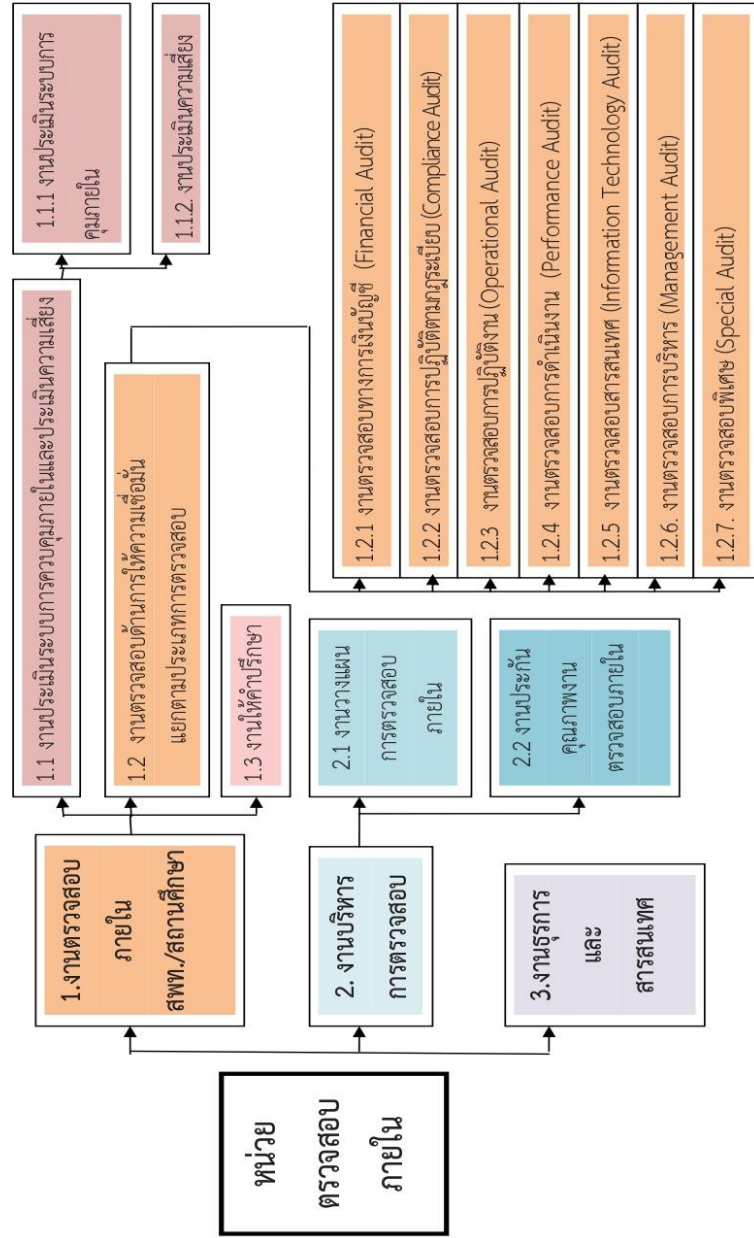 หน่วย
ตรวจสอบ
ภายใน
1.งานตรวจสอบ
ภายใน
สพท./สถานศึกษา
1.1 งานประเมินระบบการควบคุมภายในและประเมินความเสี่ยง
1.1.1 งานประเมินระบบการ
คุมภายใน
1.1.2. งานประเมินความเสี่ยง
1.2 งานตรวจสอบด้านการให้ความเชื่อมั่น
แยกตามประเภทการตรวจสอบ
1.2.1 งานตรวจสอบทางการเงินบัญชี (Financial Audit)
1.2.2 งานตรวจสอบการปฏิบัติตามกฎระเบียบ (Compliance Audit)
1.2.3 งานตรวจสอบการปฏิบัติงาน (Operational Audit)
1.2.4 งานตรวจสอบการดำเนินงาน (Performance Audit)
1.2.5 งานตรวจสอบสารสนเทศ (Information Technology Audit)
1.2.6. งานตรวจสอบการบริหาร (Management Audit)
1.2.7. งานตรวจสอบพิเศษ (Special Audit)
1.3 งานให้คำปรึกษา
2. งานบริหาร
การตรวจสอบ
2.1 งานวางแผน
การตรวจสอบ
ภายใน
2.2 งานประกัน
คุณภาพงาน
ตรวจสอบภายใน
3.งานธุรการ
และ
สารสนเทศ